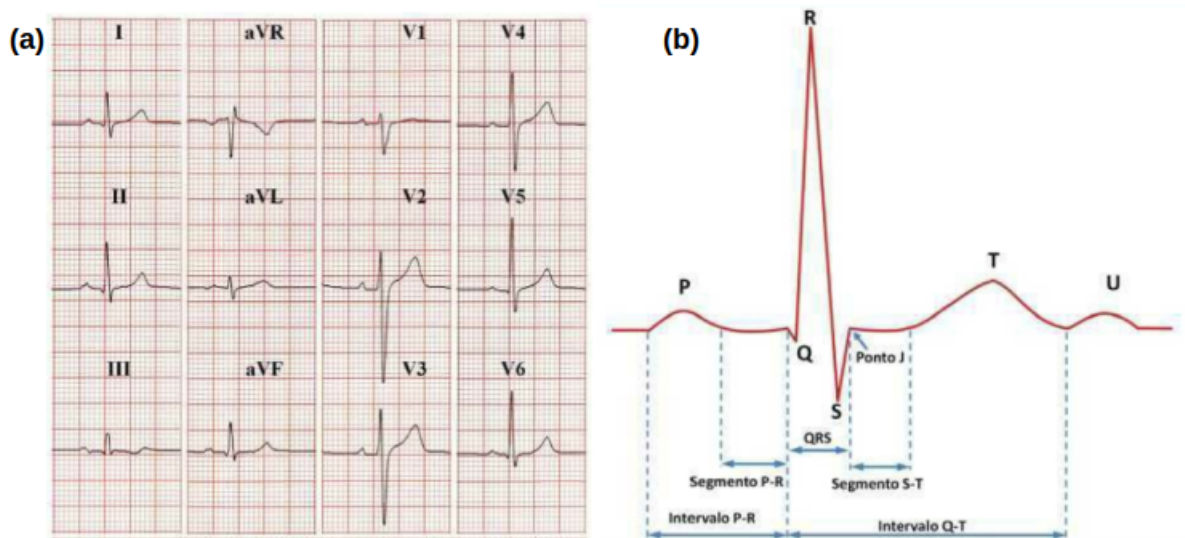 (a)
I aVR V1 V4
II aVL V2 V5
III aVF V3 V6
(b)
R
P
Q
S
T
U
Ponto J
QRS
Segmento P-R
Segmento S-T
Intervalo P-R
Intervalo Q-T